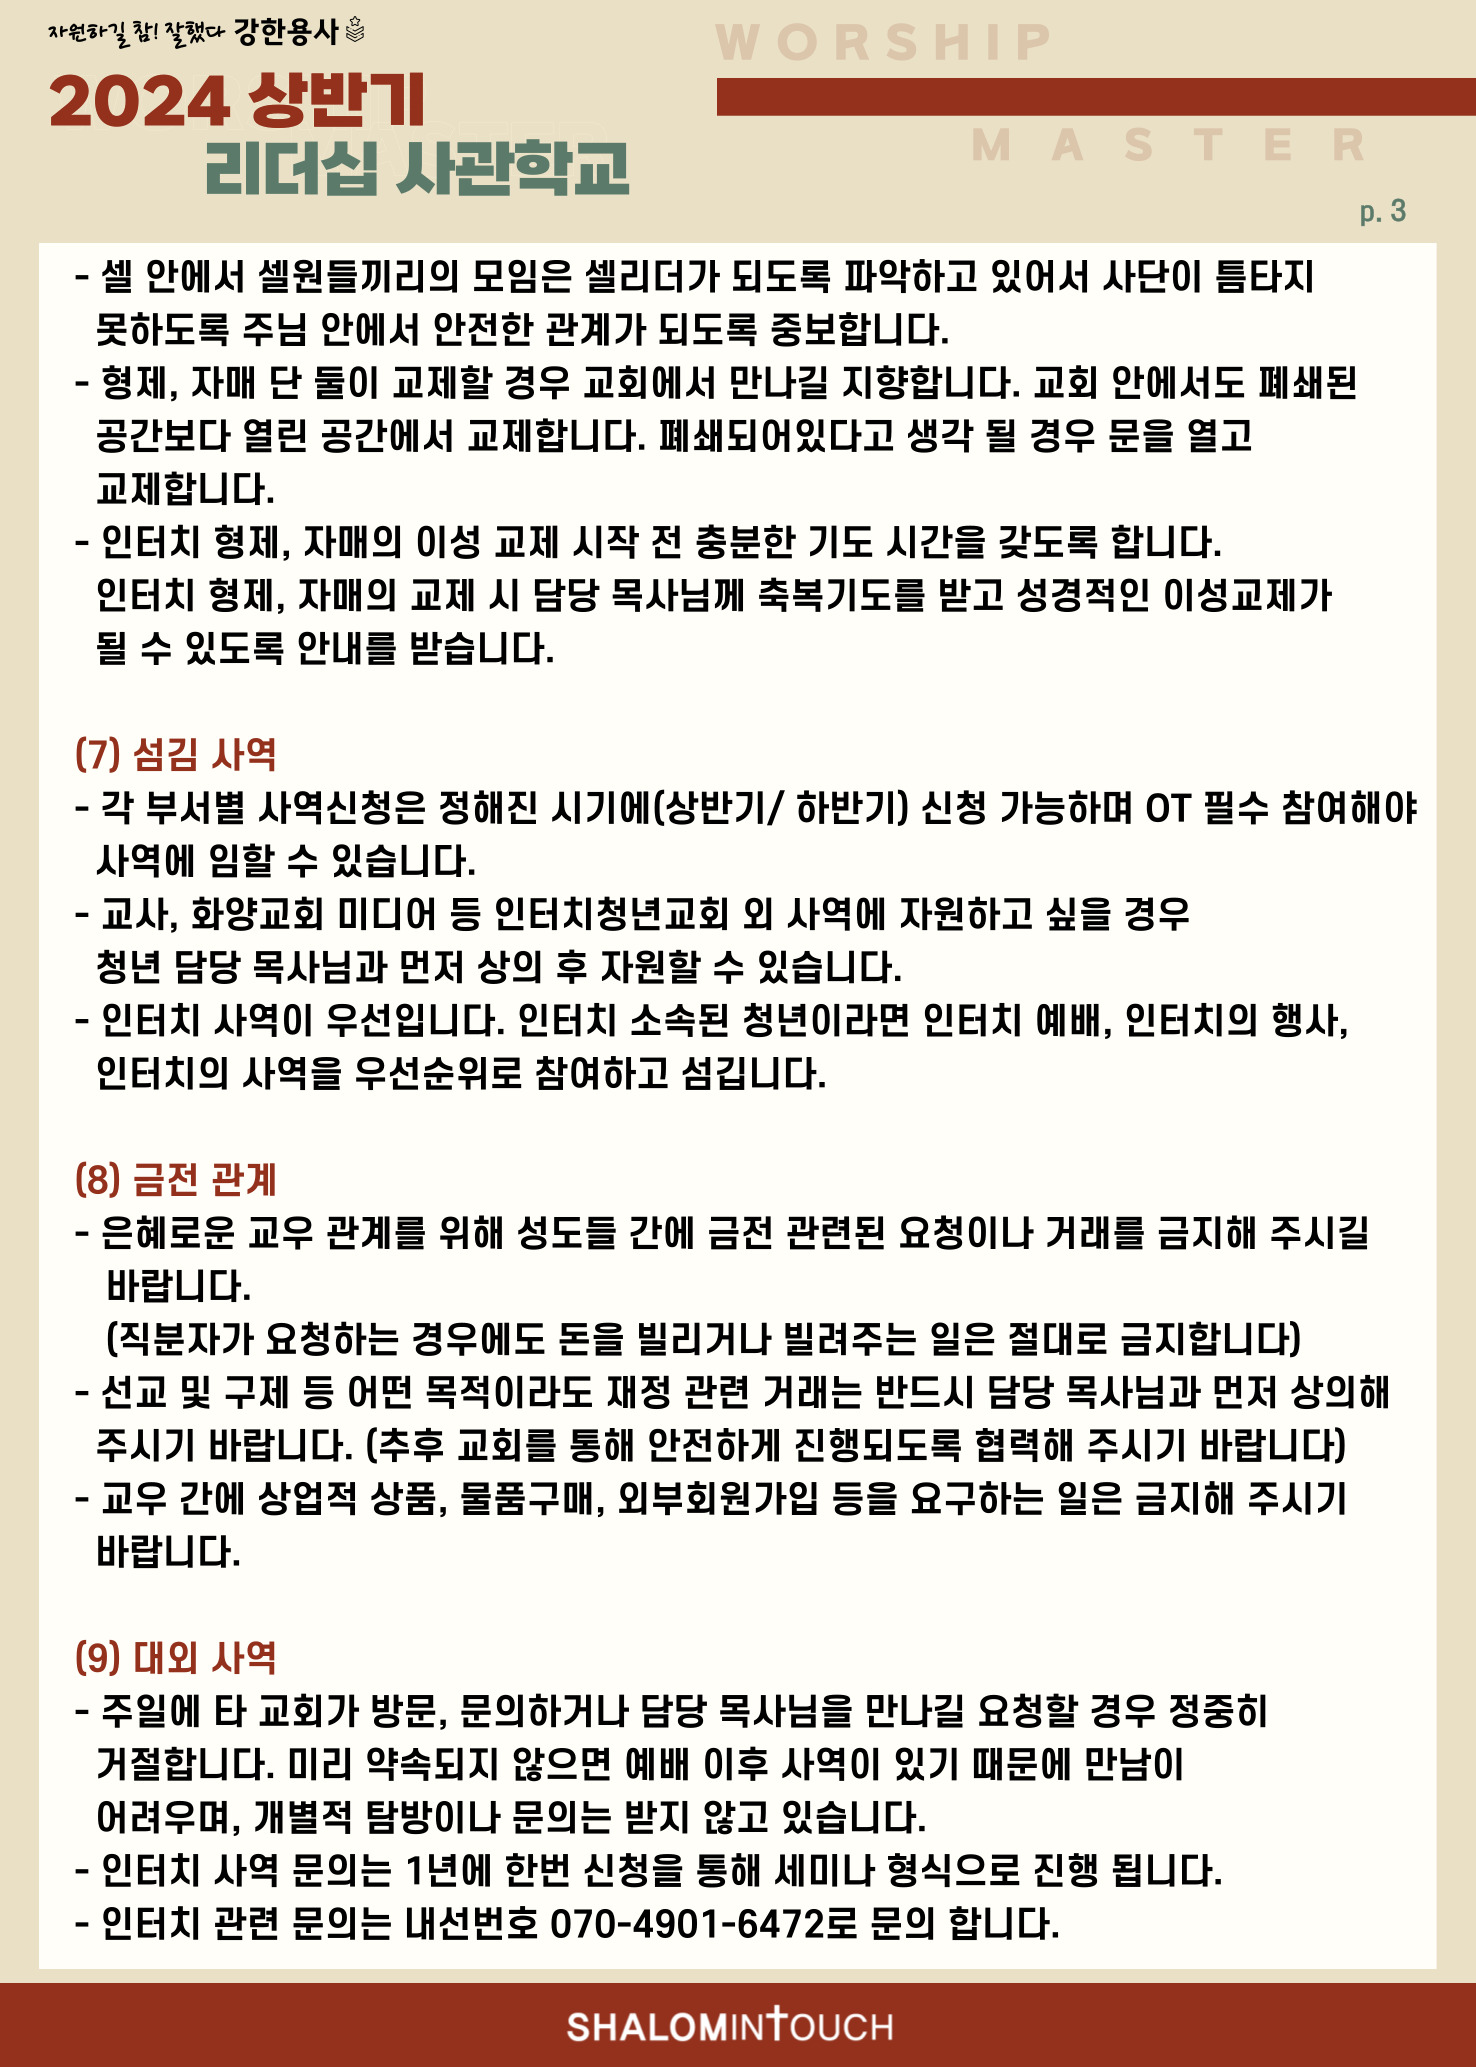 자원하길 참! 잘했다 강한용사
WORSHIP
2024 상반기
MASTER
리더십 사관학교
p. 3
- 셀 안에서 셀원들끼리의 모임은 셀리더가 되도록 파악하고 있어서 사단이 틈타지
못하도록 주님 안에서 안전한 관계가 되도록 중보합니다.
- 형제, 자매 단 둘이 교제할 경우 교회에서 만나길 지향합니다. 교회 안에서도 폐쇄된
공간보다 열린 공간에서 교제합니다. 폐쇄되어있다고 생각 될 경우 문을 열고
교제합니다.
- 인터치 형제, 자매의 이성 교제 시작 전 충분한 기도 시간을 갖도록 합니다.
인터치 형제, 자매의 교제 시 담당 목사님께 축복기도를 받고 성경적인 이성교제가
될 수 있도록 안내를 받습니다.
(7) 섬김 사역
- 각 부서별 사역신청은 정해진 시기에(상반기/ 하반기) 신청 가능하며 OT 필수 참여해야
사역에 임할 수 있습니다.
- 교사, 화양교회 미디어 등 인터치청년교회 외 사역에 자원하고 싶을 경우
청년 담당 목사님과 먼저 상의 후 자원할 수 있습니다.
- 인터치 사역이 우선입니다. 인터치 소속된 청년이라면 인터치 예배, 인터치의 행사,
인터치의 사역을 우선순위로 참여하고 섬깁니다.
(8) 금전 관계
- 은혜로운 교우 관계를 위해 성도들 간에 금전 관련된 요청이나 거래를 금지해 주시길
바랍니다.
(직분자가 요청하는 경우에도 돈을 빌리거나 빌려주는 일은 절대로 금지합니다)
- 선교 및 구제 등 어떤 목적이라도 재정 관련 거래는 반드시 담당 목사님과 먼저 상의해
주시기 바랍니다. (추후 교회를 통해 안전하게 진행되도록 협력해 주시기 바랍니다)
- 교우 간에 상업적 상품, 물품구매, 외부회원가입 등을 요구하는 일은 금지해 주시기
바랍니다.
(9) 대외 사역
- 주일에 타 교회가 방문, 문의하거나 담당 목사님을 만나길 요청할 경우 정중히
거절합니다. 미리 약속되지 않으면 예배 이후 사역이 있기 때문에 만남이
어려우며, 개별적 탐방이나 문의는 받지 않고 있습니다.
- 인터치 사역 문의는 1년에 한번 신청을 통해 세미나 형식으로 진행 됩니다.
- 인터치 관련 문의는 내선번호 070-4901-6472로 문의 합니다.
SHALOMINTOUCH